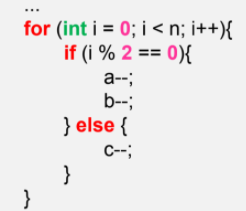 ...
for (int i = 0; i < n; i++){
if (i % 2 == 0){
a--;
b--;
} else {
c--;
}
}